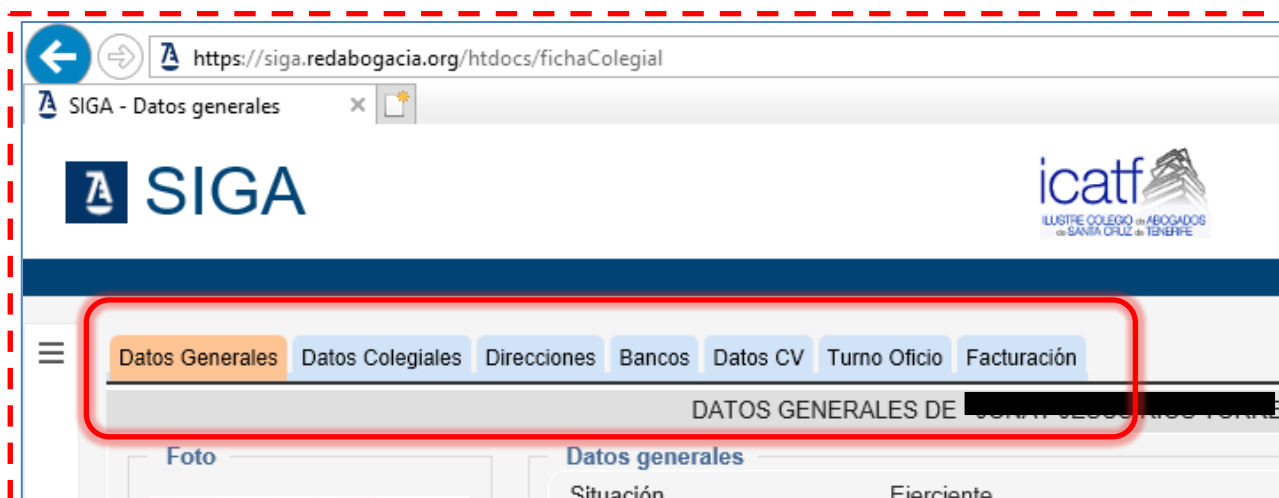 https://siga.redabogacia.org/htdocs/fichaColegial
SIGA - Datos generales
SIGA
icatf
ILUSTRE COLEGIO de ABOGADOS
de SANTA CRUZ de TENERIFE
Datos Generales Datos Colegiales Direcciones Bancos Datos CV Turno Oficio Facturación
DATOS GENERALES DE
Foto
Datos generales
Situación Ejerciente